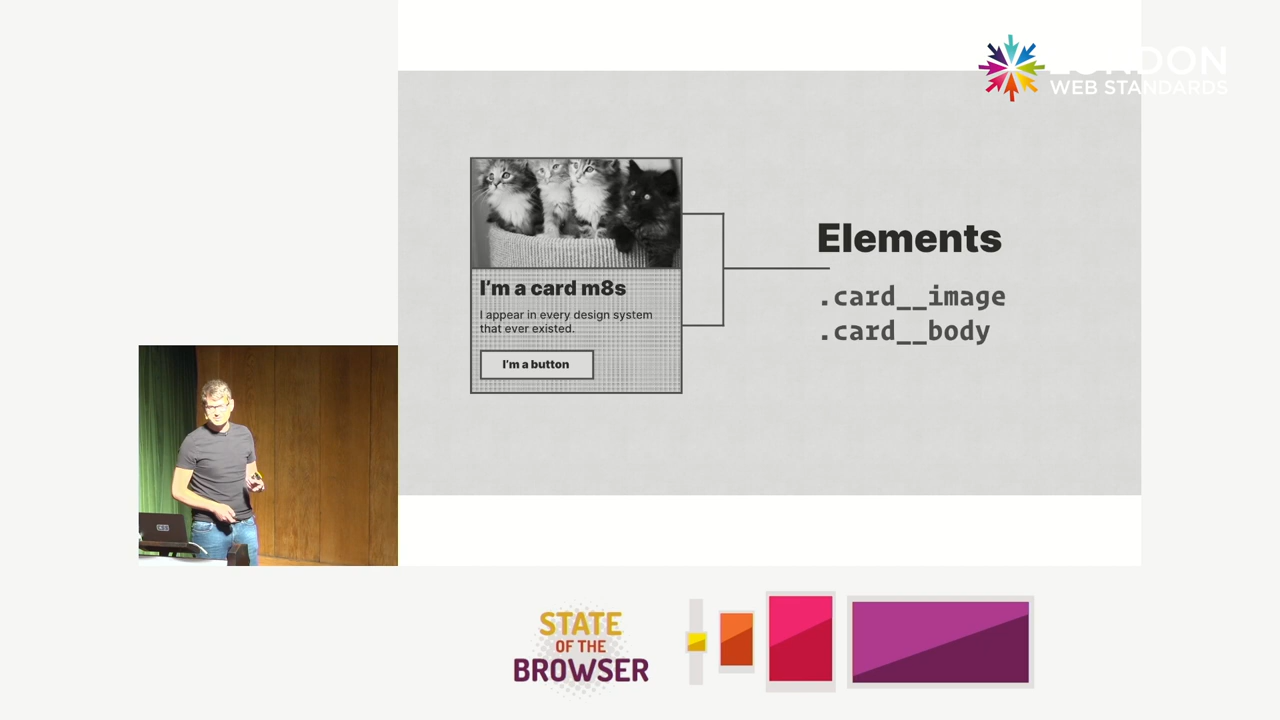 LONDON
WEB STANDARDS
I'm a card m8s
I appear in every design system
that ever existed.
I'm a button
Elements
.card__image
.card__body
STATE
OF THE
BROWSER